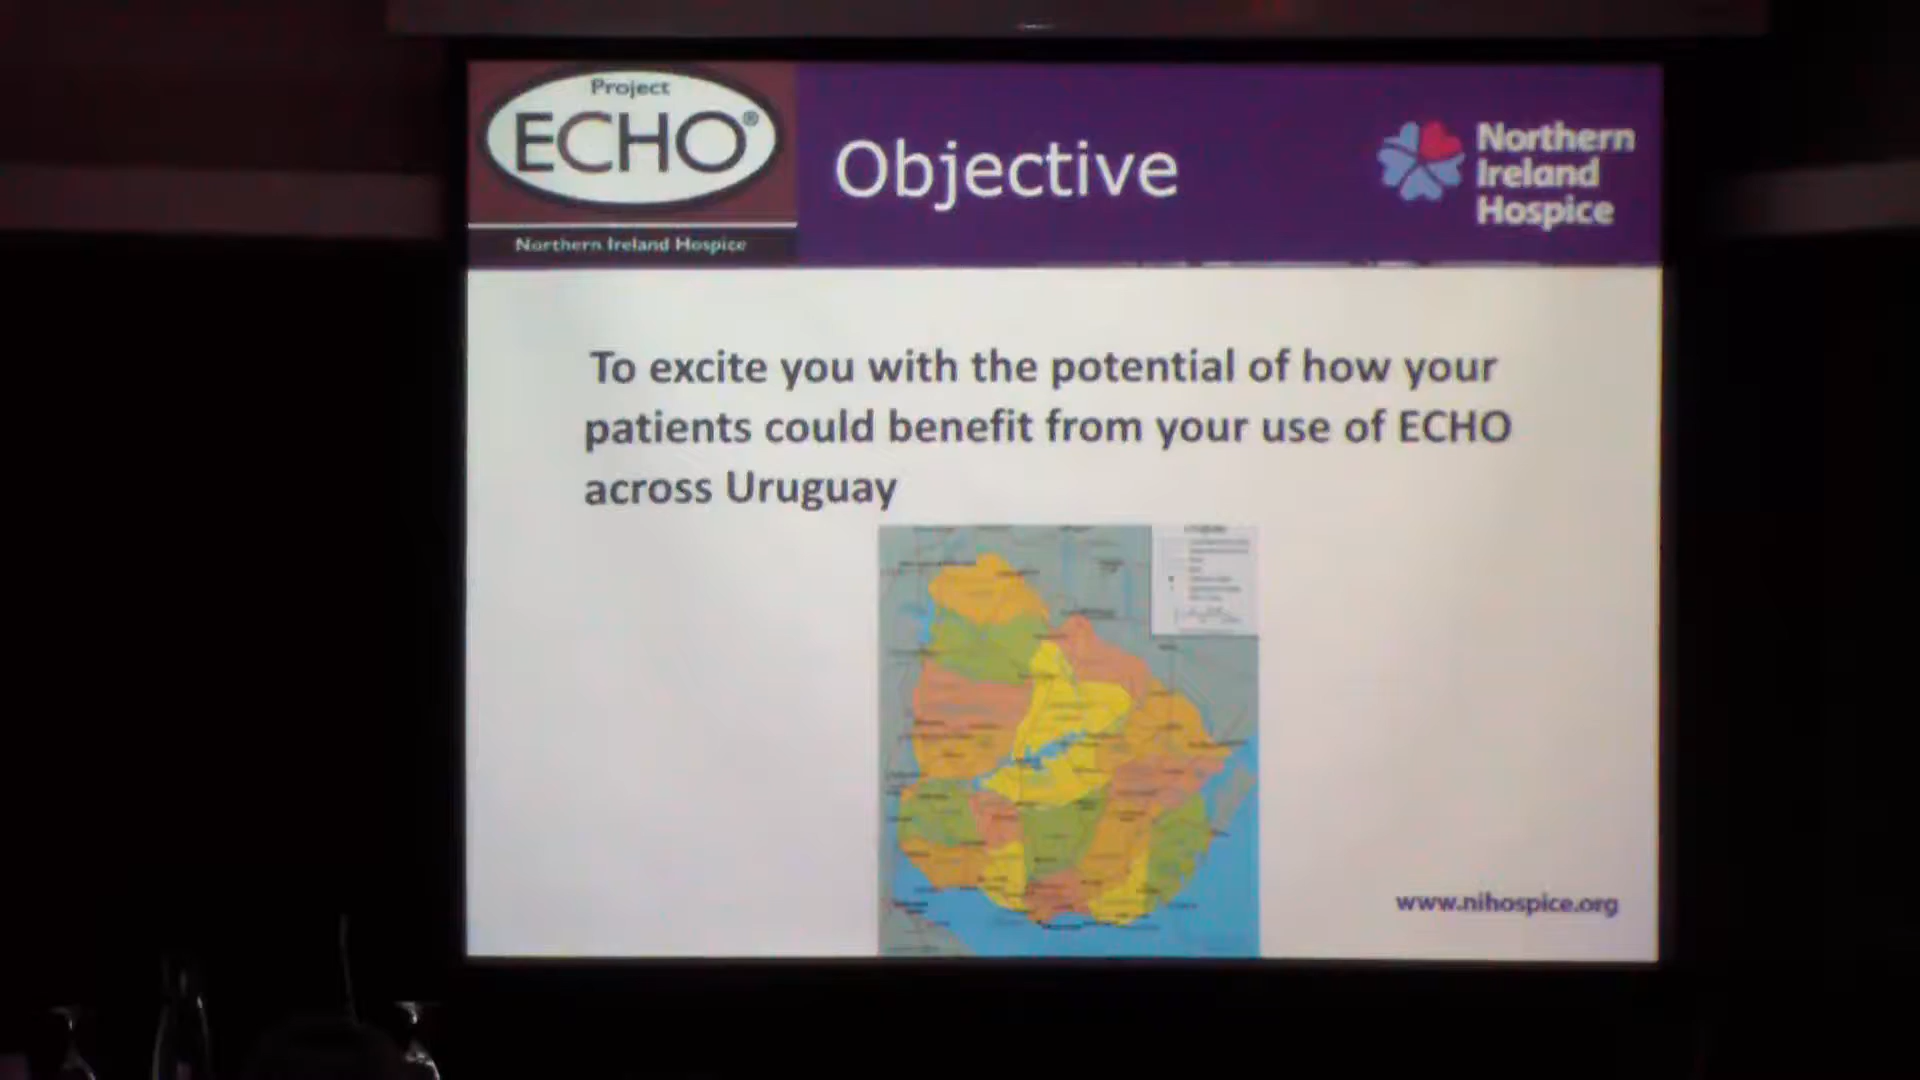 Project
ECHO®
Northern Ireland Hospice
Objective
Northern
Ireland
Hospice
To excite you with the potential of how your
patients could benefit from your use of ECHO
across Uruguay
www.nihospice.org